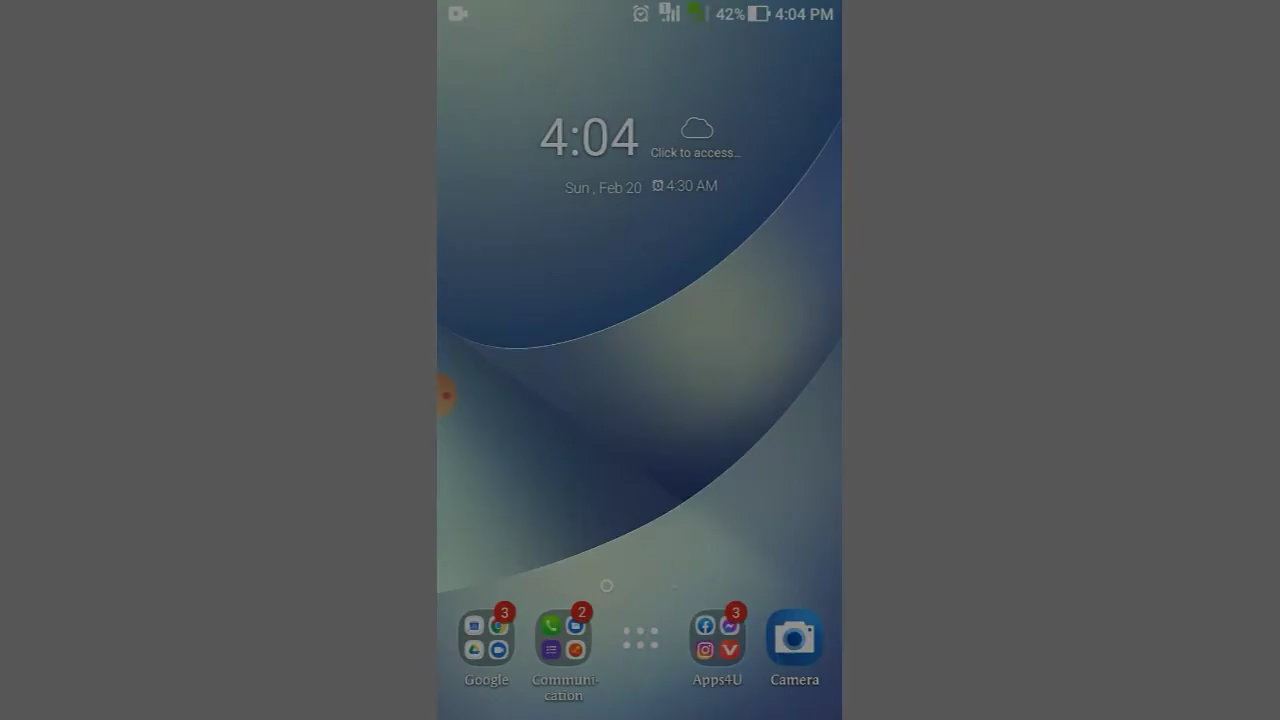 42% 4:04 PM
4:04
Click to access...
Sun , Feb 20 4:30 AM
3 2 3
Google Communi- Apps4U Camera
cation